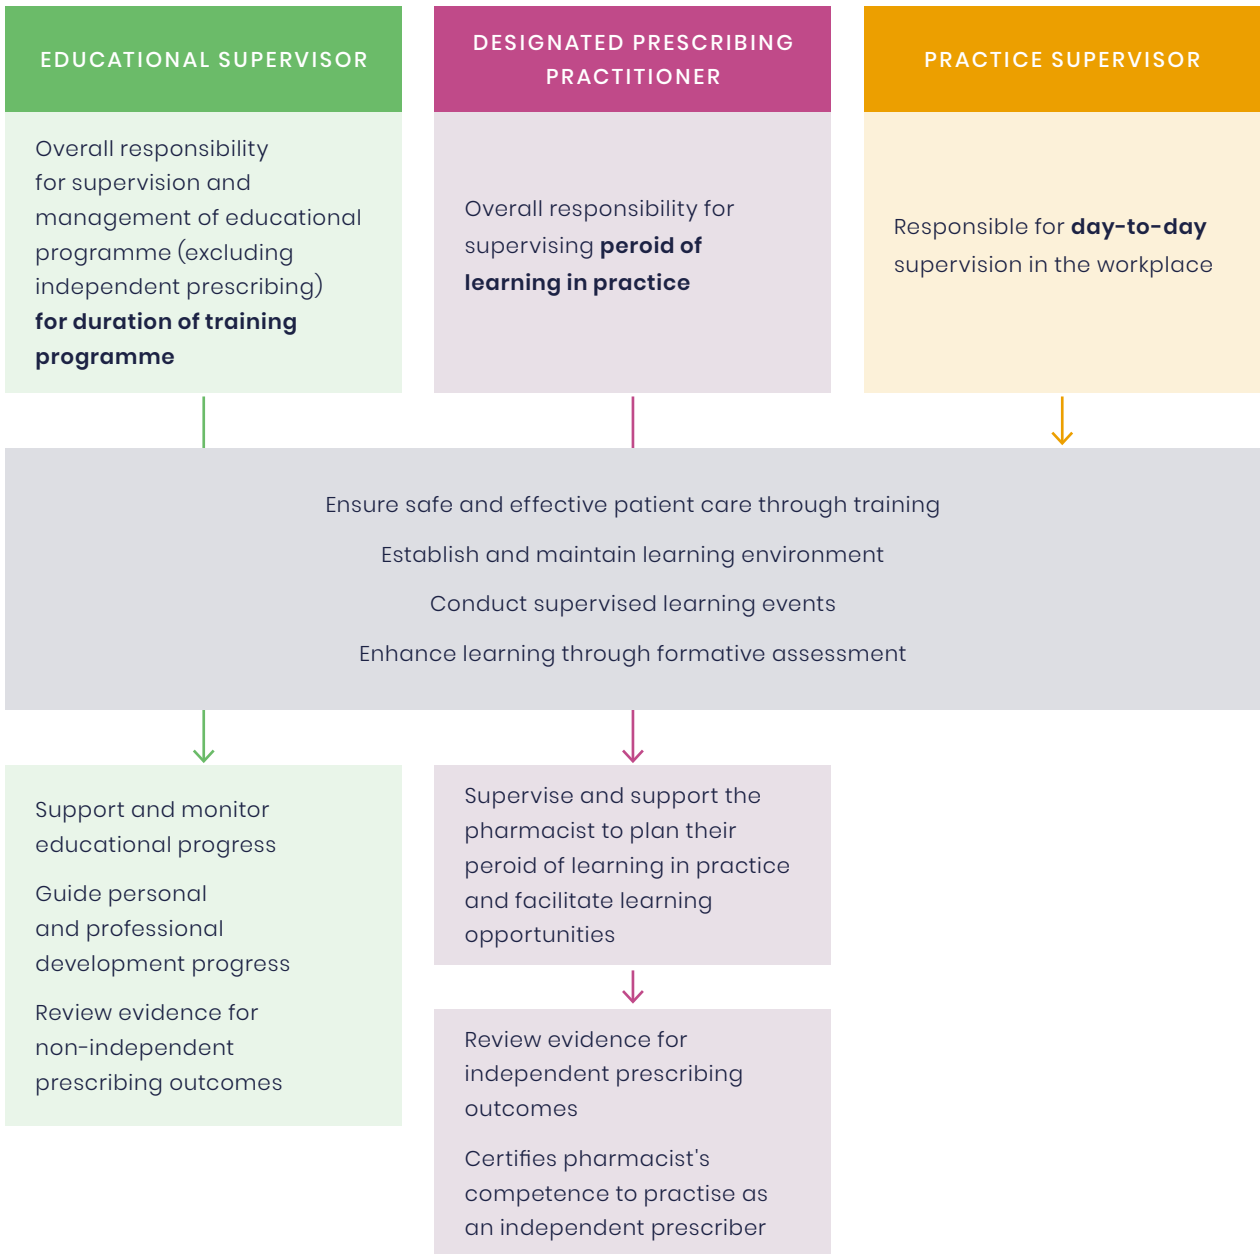 EDUCATIONAL SUPERVISOR
Overall responsibility
for supervision and
management of educational
programme (excluding
independent prescribing)
for duration of training
programme
DESIGNATED PRESCRIBING
PRACTITIONER
Overall responsibility for
supervising peroid of
learning in practice
PRACTICE SUPERVISOR
Responsible for day-to-day
supervision in the workplace
Ensure safe and effective patient care through training
Establish and maintain learning environment
Conduct supervised learning events
Enhance learning through formative assessment
Support and monitor
educational progress
Guide personal
and professional
development progress
Review evidence for
non-independent
prescribing outcomes
Supervise and support the
pharmacist to plan their
peroid of learning in practice
and facilitate learning
opportunities
Review evidence for
independent prescribing
outcomes
Certifies pharmacist's
competence to practise as
an independent prescriber